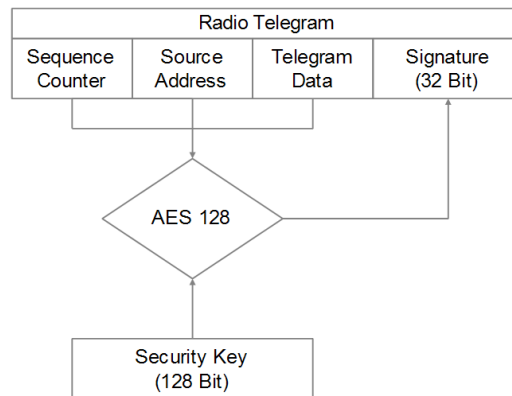 Radio Telegram
Sequence Counter
Source Address
Telegram Data
Signature (32 Bit)
AES 128
Security Key
(128 Bit)